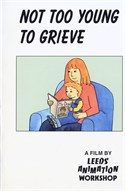 NOT TOO YOUNG
TO GRIEVE
A FILM BY
LEEDS
ANIMATION
WORKSHOP